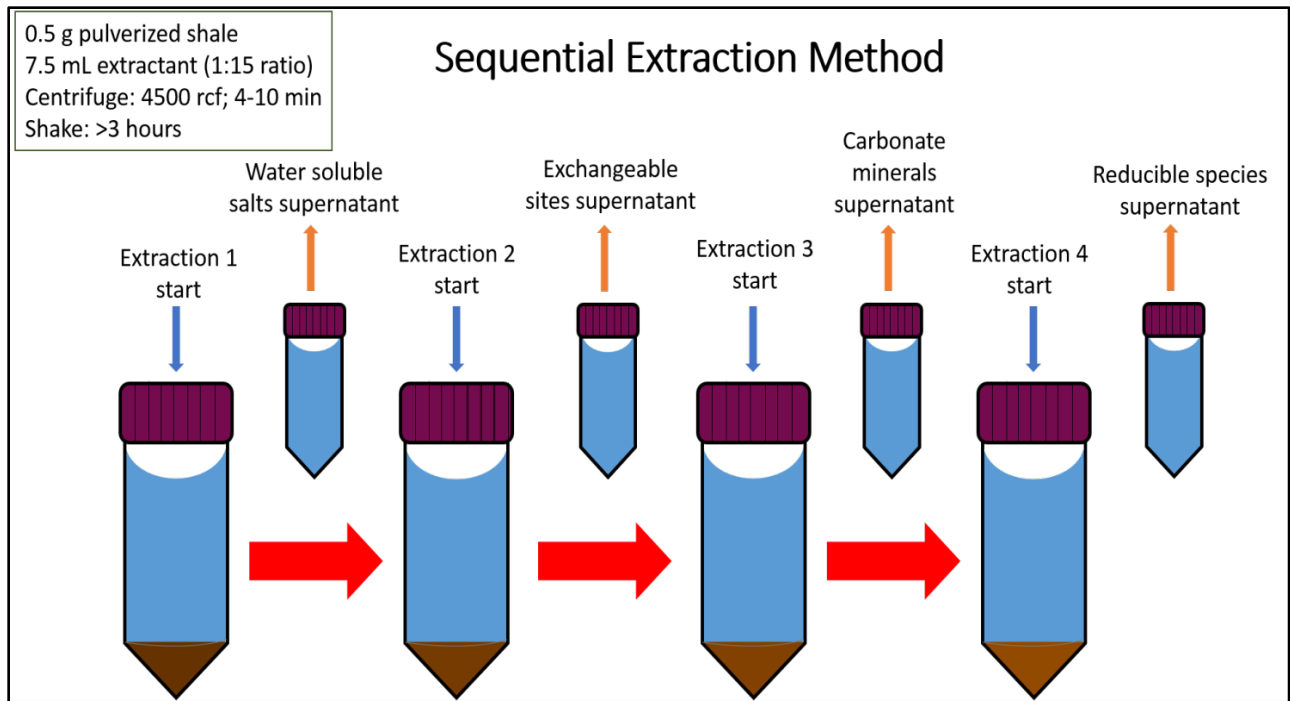 0.5 g pulverized shale
7.5 mL extractant (1:15 ratio)
Centrifuge: 4500 rcf; 4-10 min
Shake: >3 hours
Sequential Extraction Method
Extraction 1
start
Water soluble
salts supernatant
Extraction 2
start
Exchangeable
sites supernatant
Extraction 3
start
Carbonate
minerals
supernatant
Extraction 4
start
Reducible species
supernatant